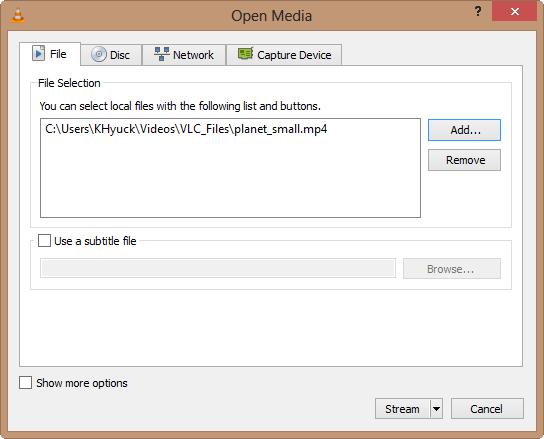 Open Media
?
File
Disc
Network
Capture Device
File Selection
You can select local files with the following list and buttons.
C:\Users\KHyuck\Videos\VLC_Files\planet_small.mp4
Add...
Remove
Use a subtitle file
Browse...
Show more options
Stream
Cancel